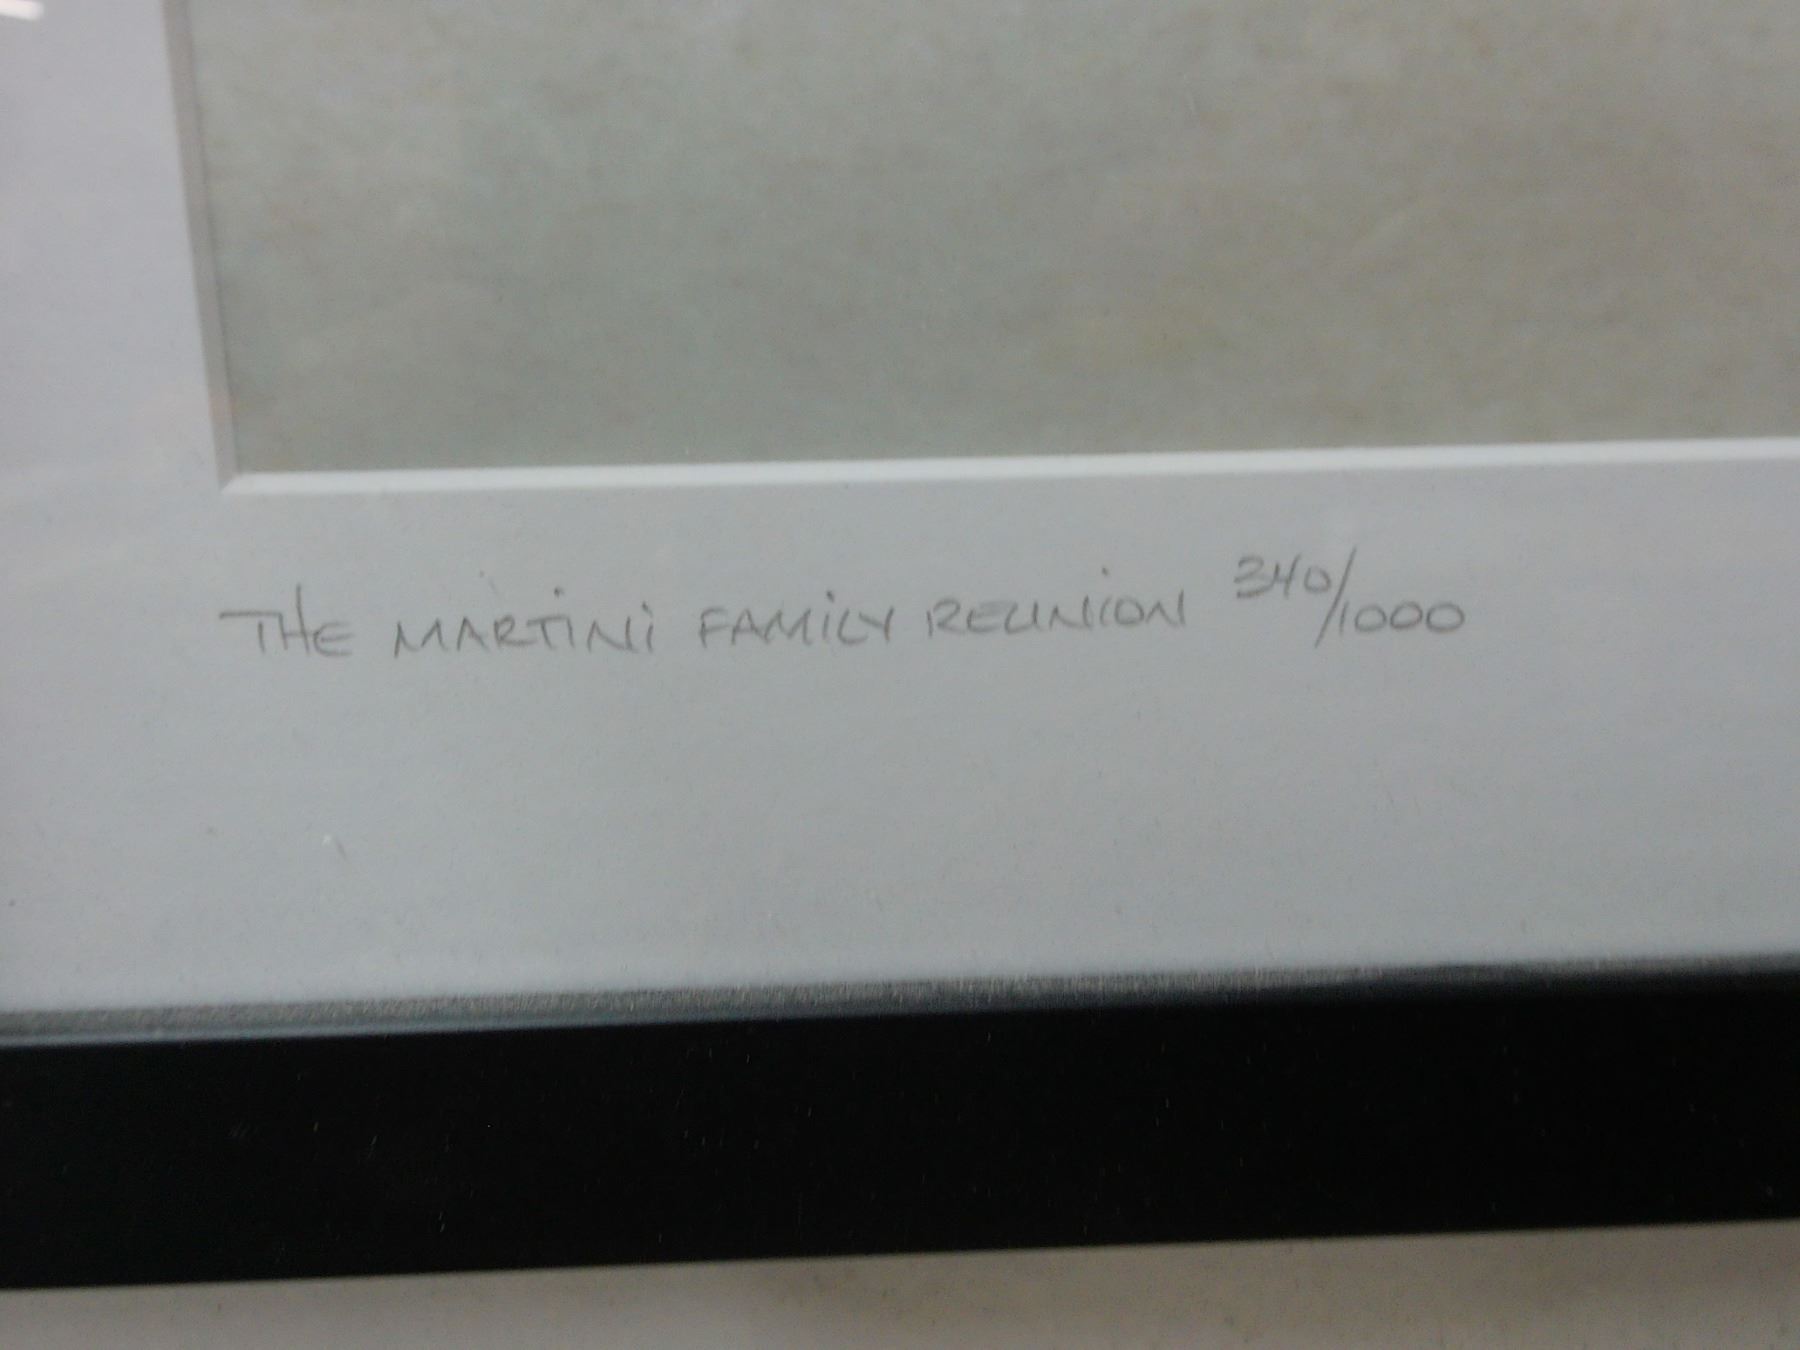 THE MARTiNi FAMiLY REUNiON 340/1000